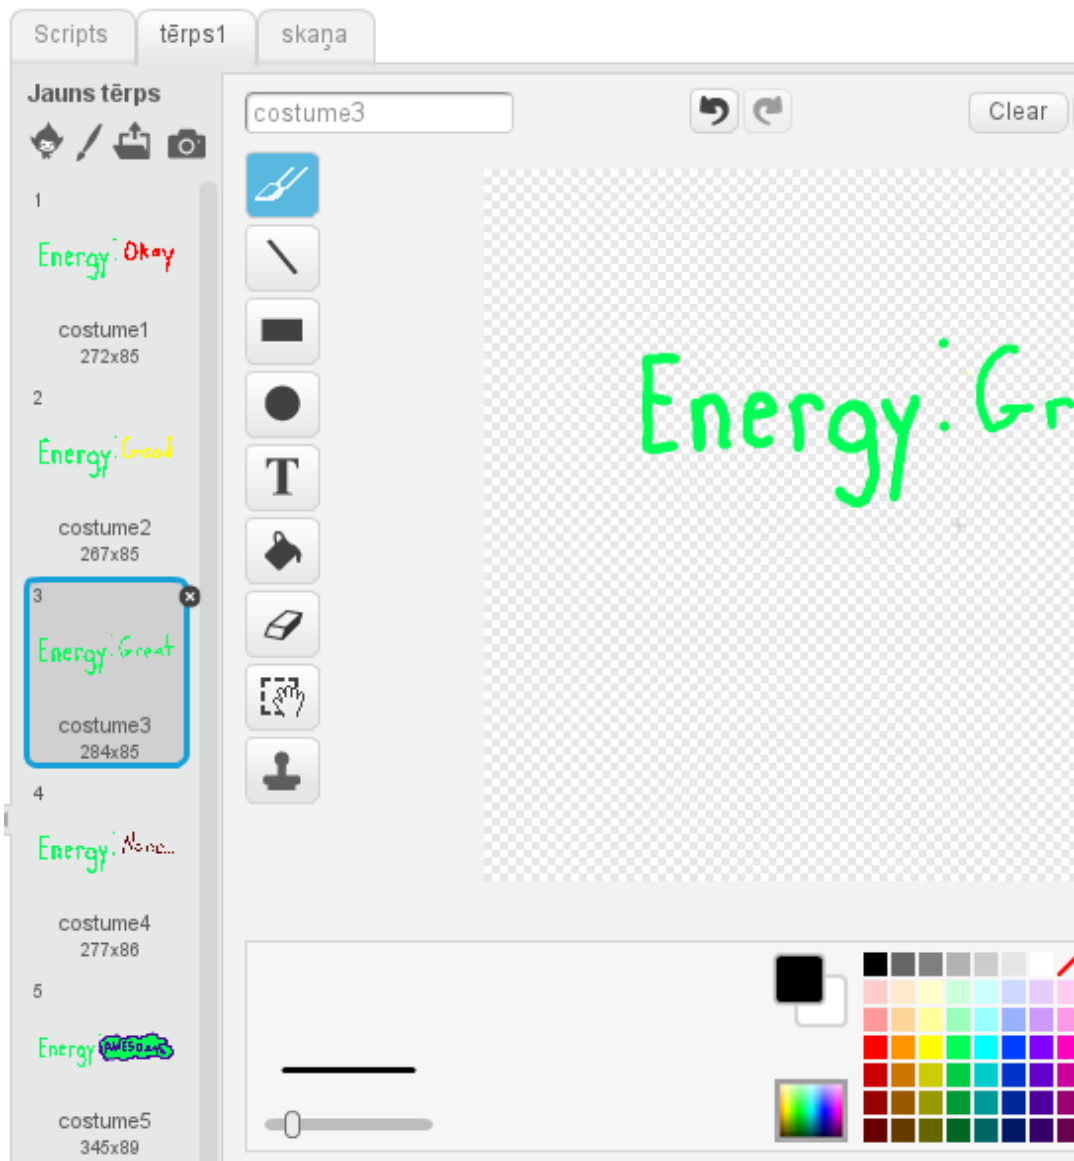 Scripts tērps1 skaņa
Jauns tērps
costume3
Clear
1
Energy: Okay
costume1
272x85
2
Energy: Good
costume2
267x85
3
Energy: Great
costume3
284x85
4
Energy: None...
costume4
277x86
5
Energy: AWESOME
costume5
345x89
T
Energy: Gr